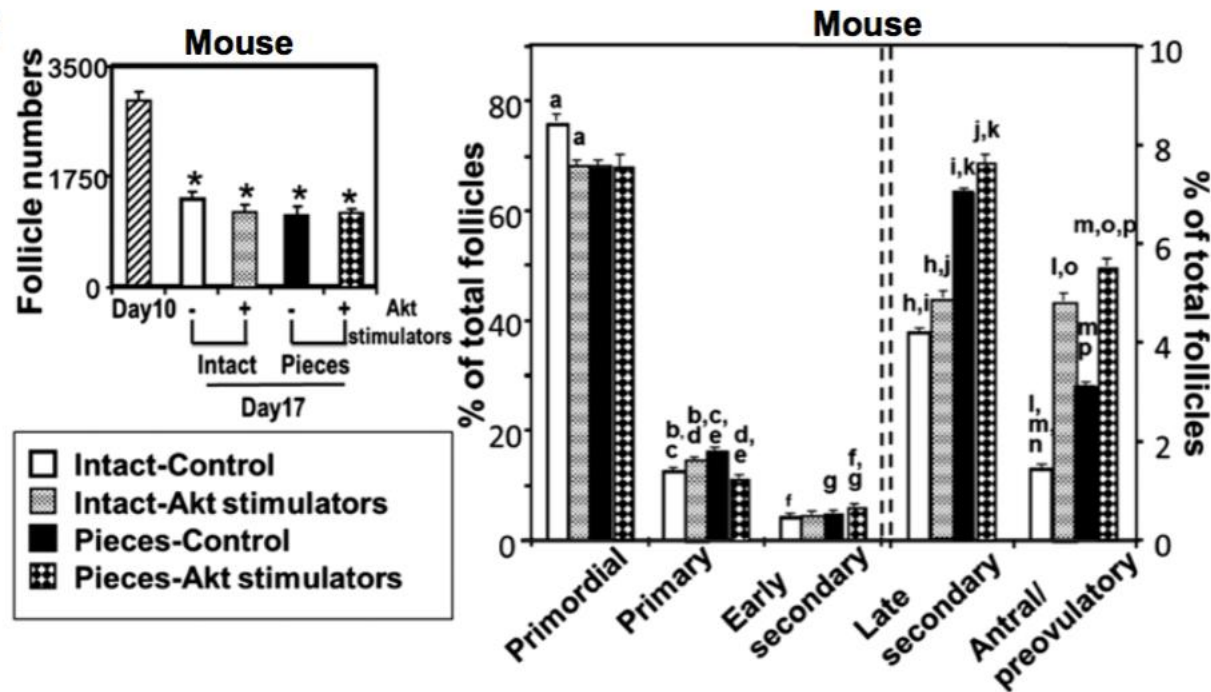 Mouse
Follicle numbers
3500
1750
0
* * * *
Day10 - + - + Akt
stimulators
Intact Pieces
Day17
Intact-Control
Intact-Akt stimulators
Pieces-Control
Pieces-Akt stimulators
Mouse
% of total follicles
80
60
40
20
0
a
a
b,
c
b,
d
c,
e
d,
e
f
g
f,
g
h,i
h,j
i,k
j,k
l,
m,
n
l,o
m
p
m,o,p
10
8
6
4
2
0
% of total follicles
Primordial
Primary
Early
secondary
Late
secondary
Antral/
preovulatory